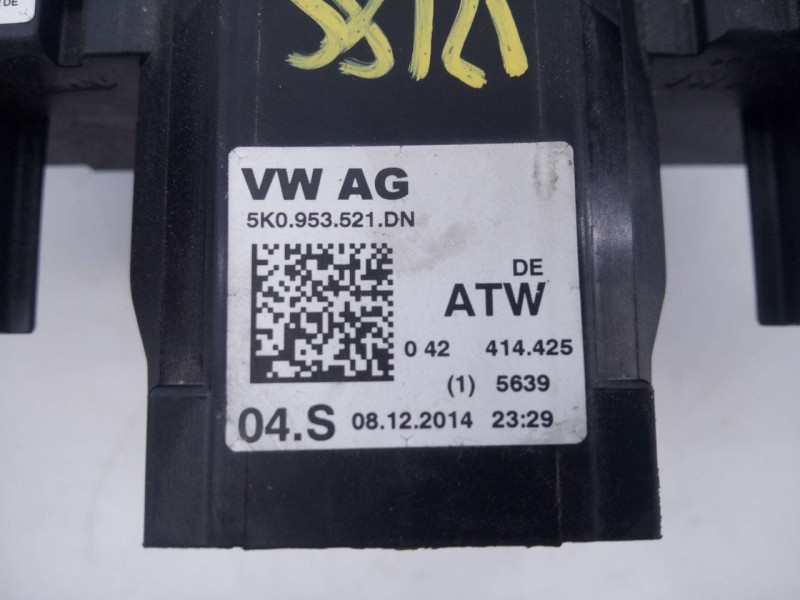 DE
VW AG
5K0.953.521.DN
DE
ATW
0 42 414.425
(1) 5639
04.S 08.12.2014 23:29